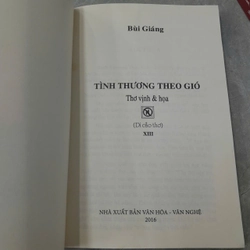 Bùi Giáng
TÌNH THƯƠNG THEO GIÓ
Thơ vịnh & họa
(Di cảo thơ)
XIII
NHÀ XUẤT BẢN VĂN HÓA - VĂN NGHỆ
2016